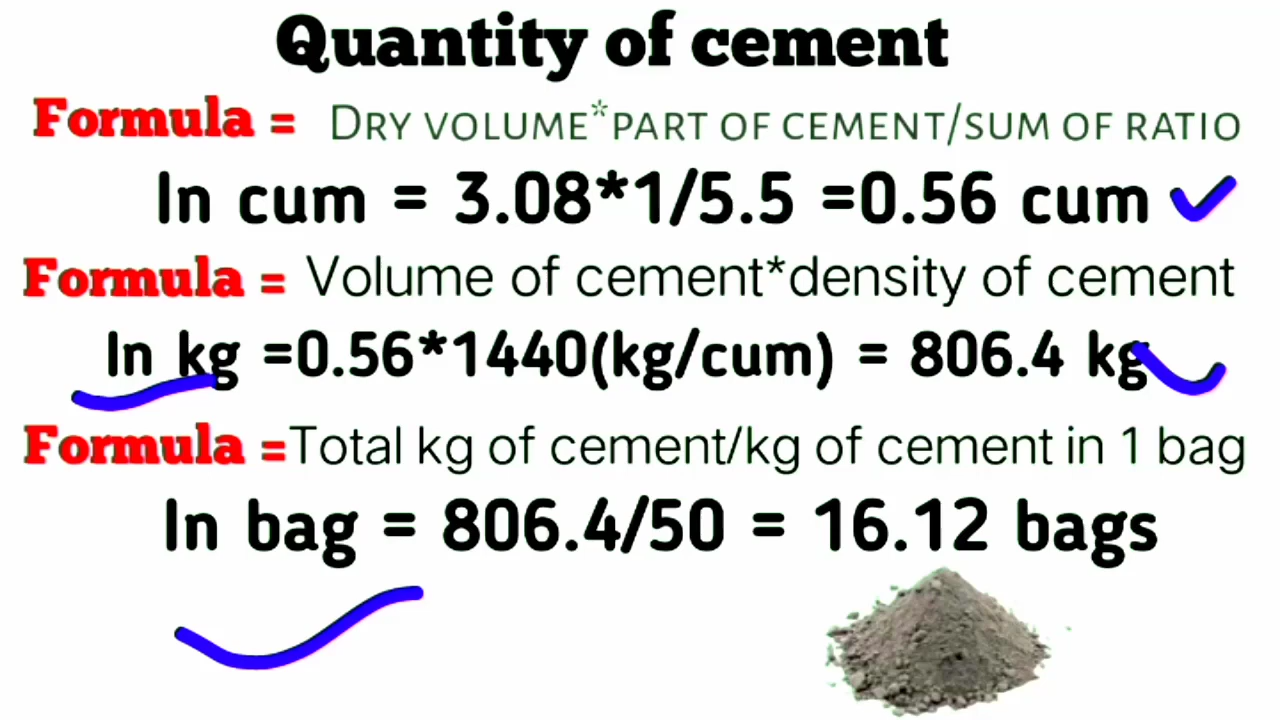 Quantity of cement
Formula = DRY VOLUME*PART OF CEMENT/SUM OF RATIO
In cum = 3.08*1/5.5 =0.56 cum
Formula = Volume of cement*density of cement
In kg =0.56*1440(kg/cum) = 806.4 kg
Formula =Total kg of cement/kg of cement in 1 bag
In bag = 806.4/50 = 16.12 bags